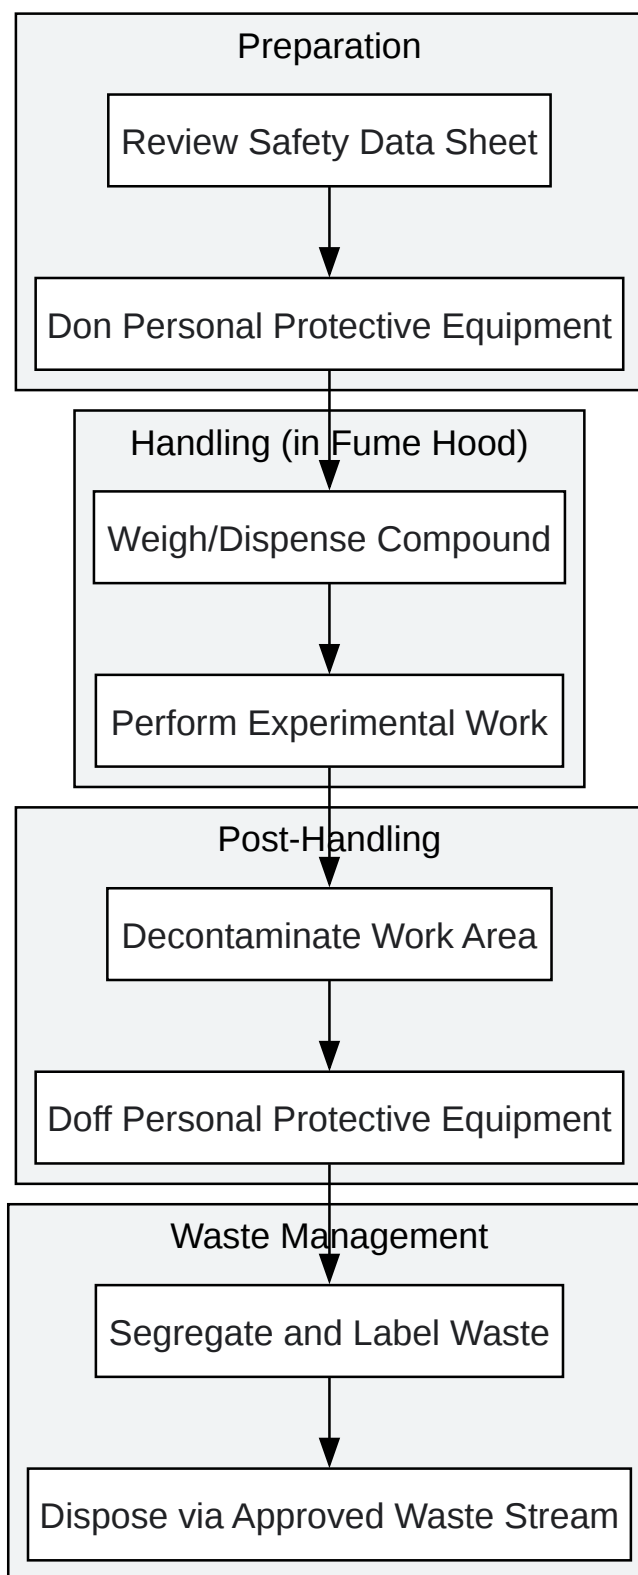 Preparation
Review Safety Data Sheet
Don Personal Protective Equipment
Handling (in Fume Hood)
Weigh/Dispense Compound
Perform Experimental Work
Post-Handling
Decontaminate Work Area
Doff Personal Protective Equipment
Waste Management
Segregate and Label Waste
Dispose via Approved Waste Stream